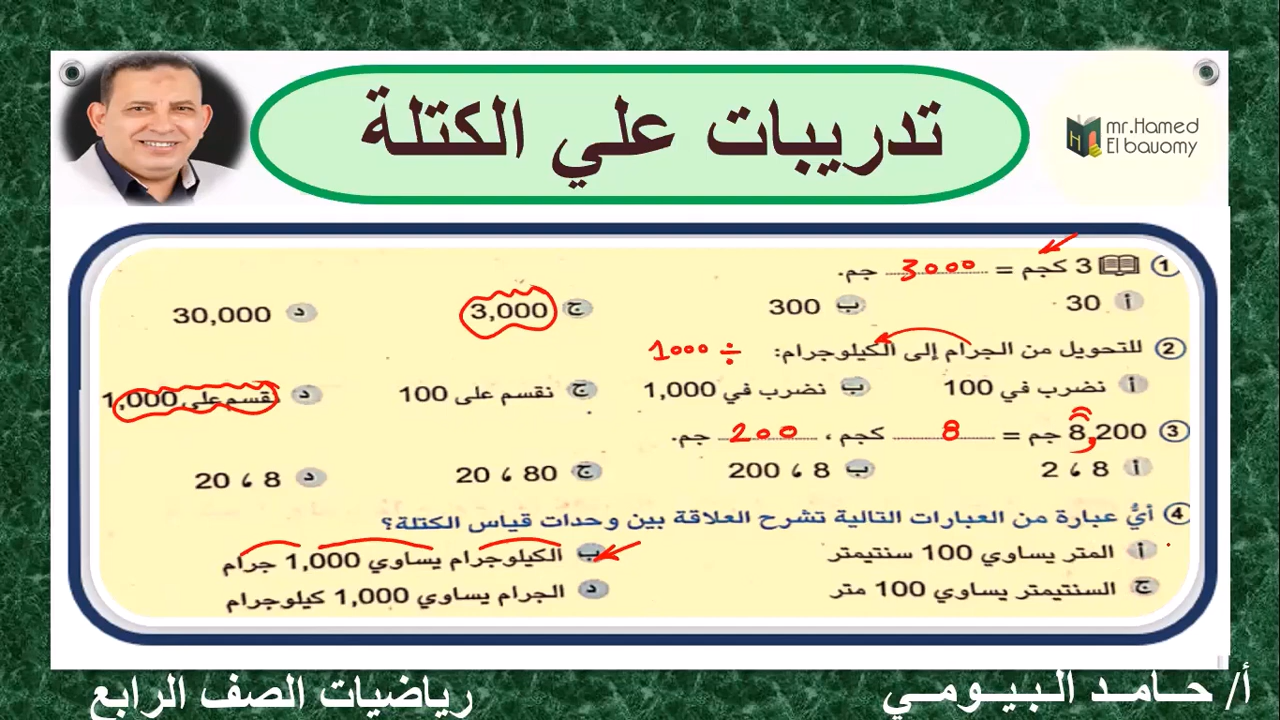 تدريبات علي الكتلة
mr.Hamed
El bauomy
1 3 كجم = 3000 جم.
أ 30 ب 300 ج 3,000 د 30,000
2 للتحويل من الجرام إلى الكيلوجرام: ÷ 1000
أ نضرب في 100 ب نضرب في 1,000 ج نقسم على 100 د نقسم على 1,000
3 8,200 جم = 8 كجم ، 200 جم.
أ 8 ، 2 ب 8 ، 200 ج 80 ، 20 د 8 ، 20
4 أيُّ عبارة من العبارات التالية تشرح العلاقة بين وحدات قياس الكتلة؟
أ المتر يساوي 100 سنتيمتر ب الكيلوجرام يساوي 1,000 جرام
ج السنتيمتر يساوي 100 متر د الجرام يساوي 1,000 كيلوجرام
أ/ حـامـد الـبـيـومـي رياضيات الصف الرابع